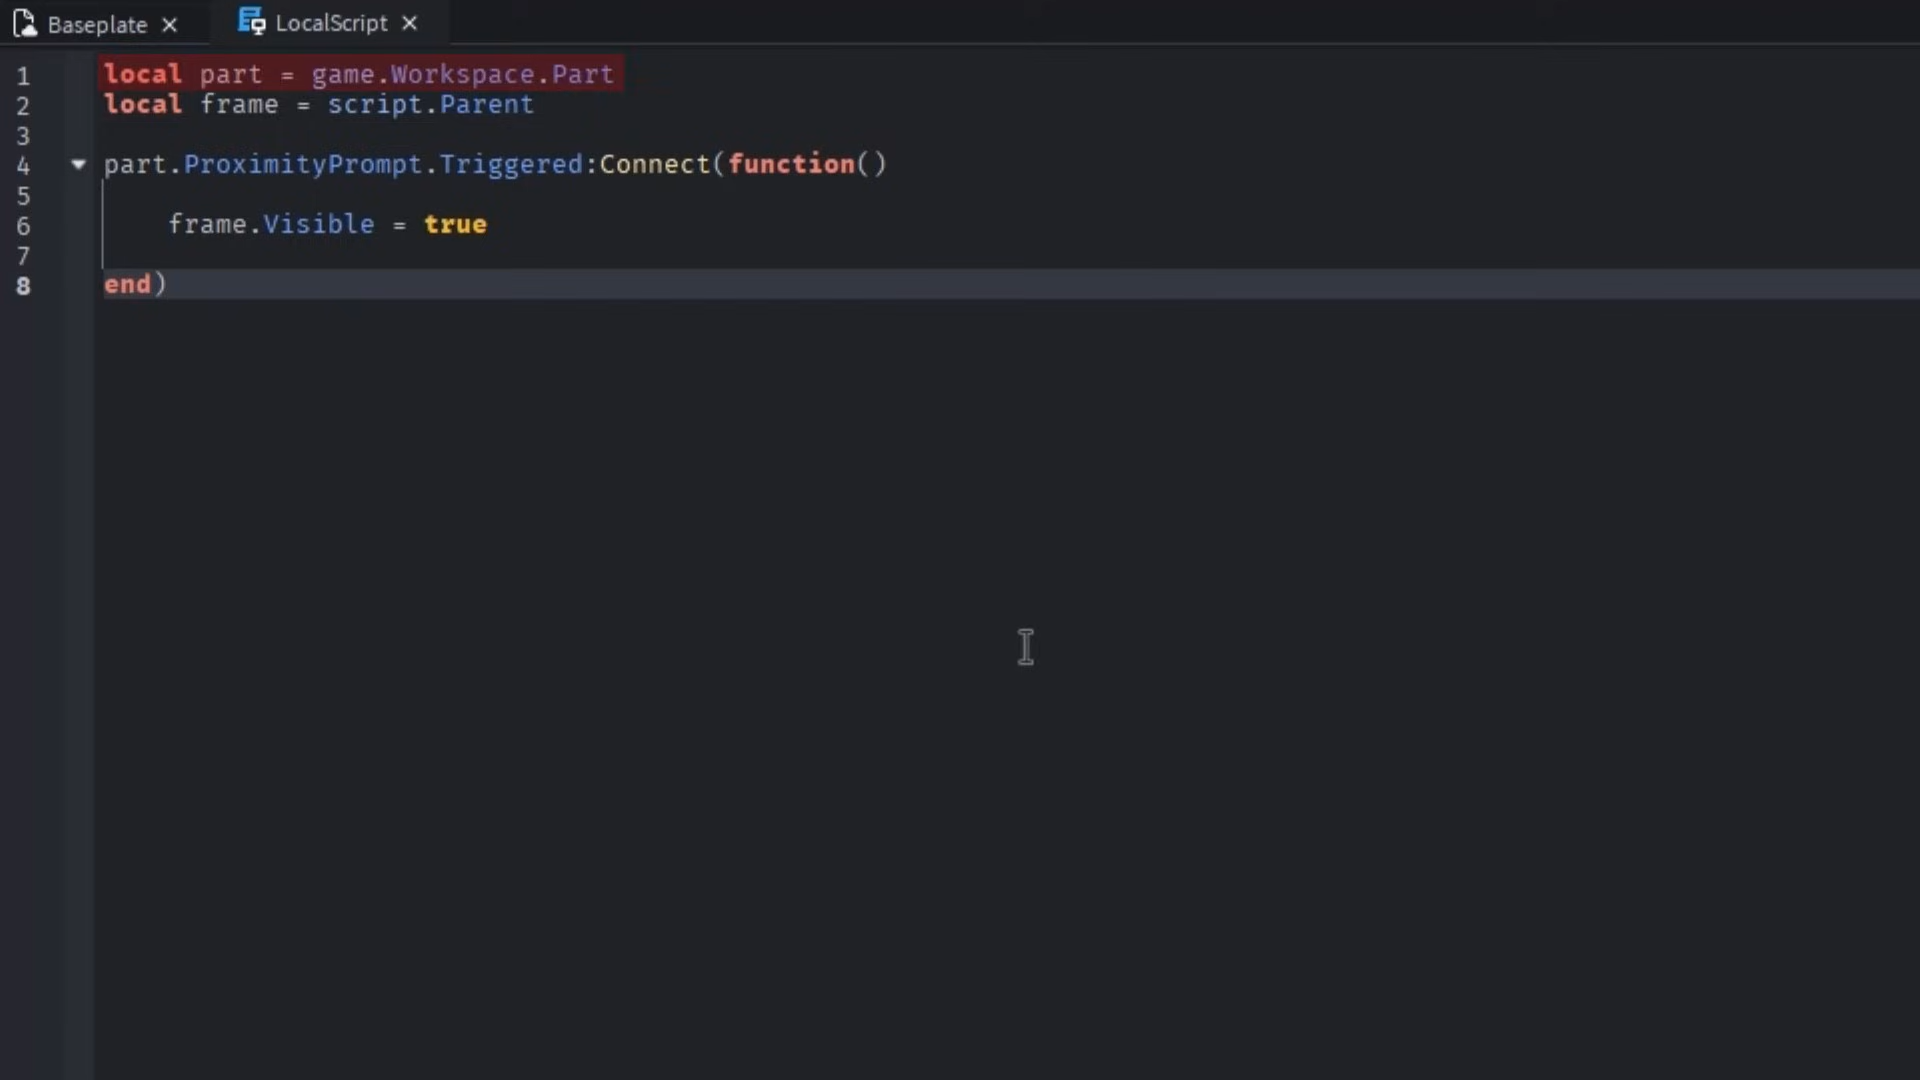 Baseplate × LocalScript ×
1 local part = game.Workspace.Part
2 local frame = script.Parent
3
4 part.ProximityPrompt.Triggered:Connect(function()
5
6 frame.Visible = true
7
8 end)